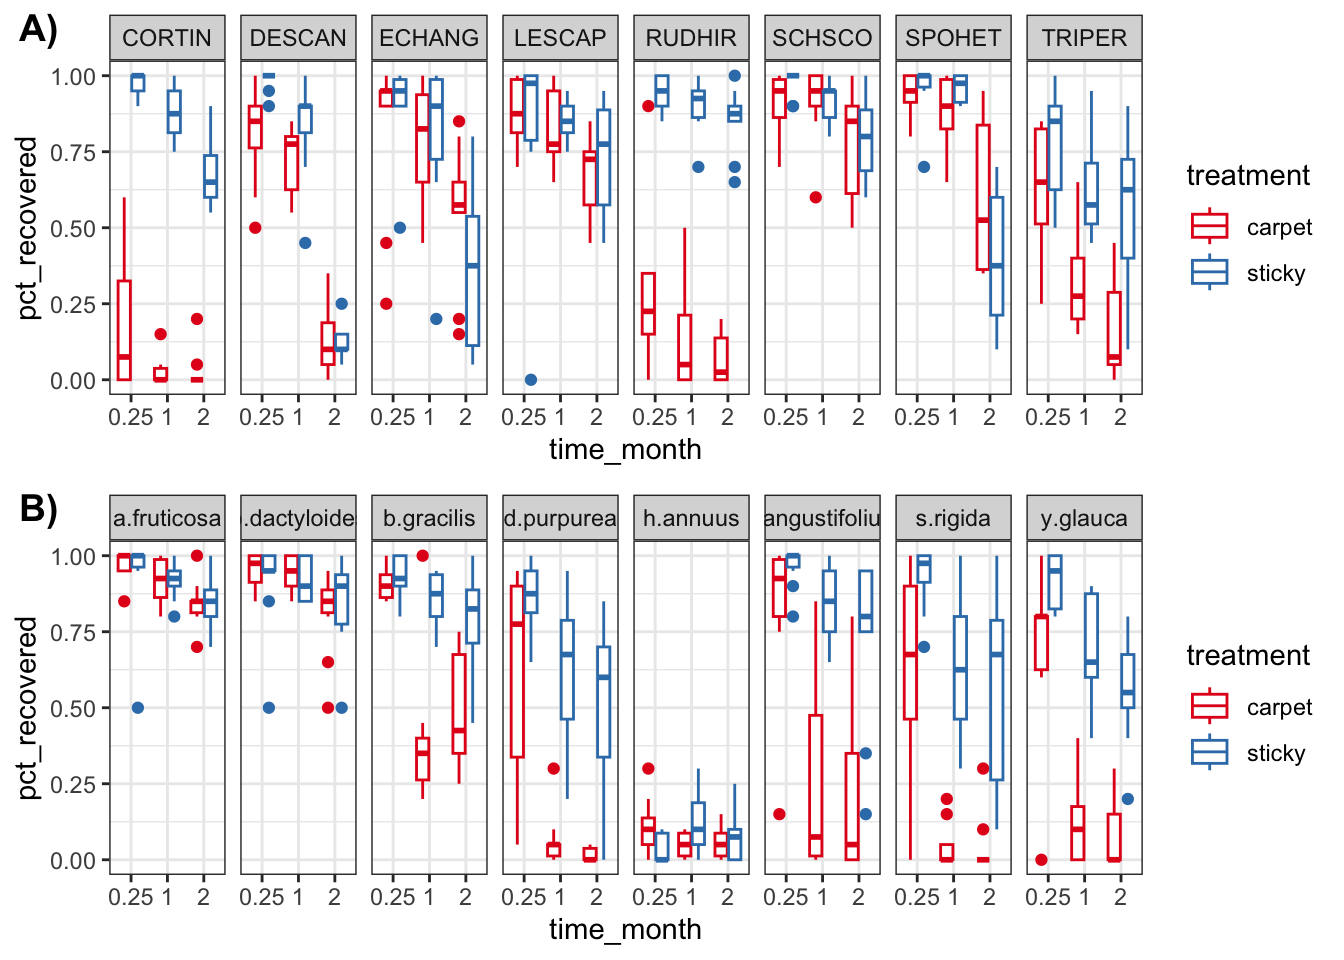 A)
CORTIN DESCAN ECHANG LESCAP RUDHIR SCHSCO SPOHET TRIPER
pct_recovered
1.00
0.75
0.50
0.25
0.00
0.25 1 2 0.25 1 2 0.25 1 2 0.25 1 2 0.25 1 2 0.25 1 2 0.25 1 2 0.25 1 2
time_month
treatment
carpet
sticky
B)
a.fruticosa .dactyloide b.gracilis d.purpurea h.annuus angustifoliu s.rigida y.glauca
pct_recovered
1.00
0.75
0.50
0.25
0.00
0.25 1 2 0.25 1 2 0.25 1 2 0.25 1 2 0.25 1 2 0.25 1 2 0.25 1 2 0.25 1 2
time_month
treatment
carpet
sticky